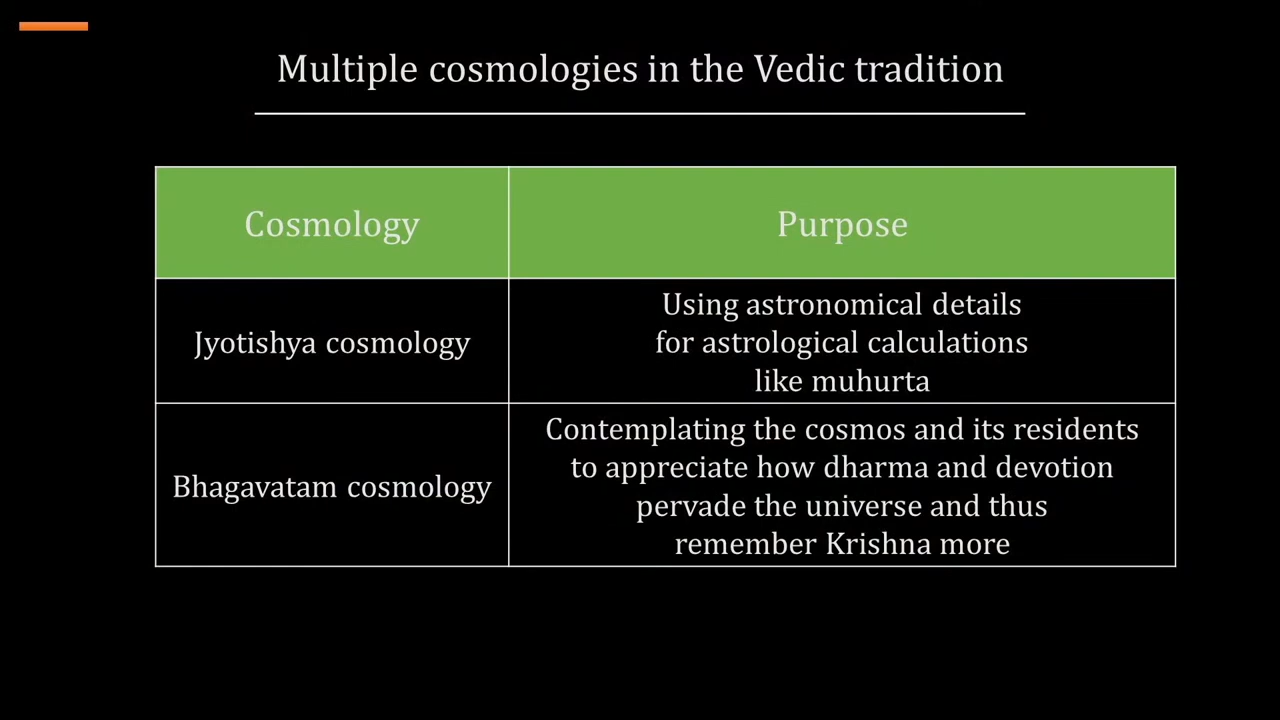 Multiple cosmologies in the Vedic tradition
Cosmology
Purpose
Jyotishya cosmology
Using astronomical details
for astrological calculations
like muhurta
Bhagavatam cosmology
Contemplating the cosmos and its residents
to appreciate how dharma and devotion
pervade the universe and thus
remember Krishna more